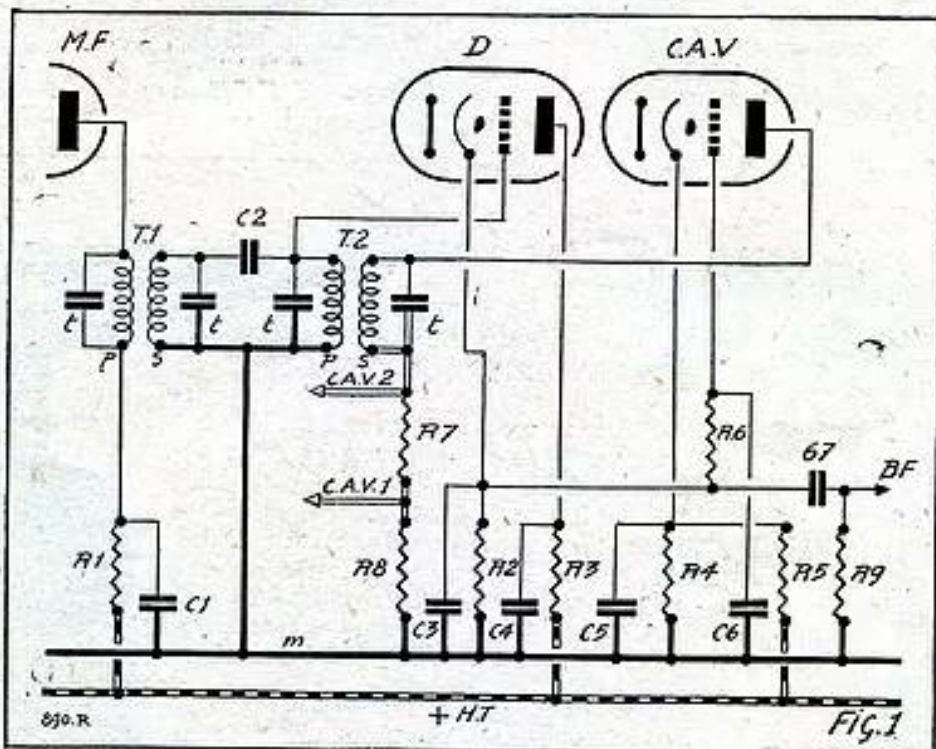 M.F
D
C.A.V
C2
T.1
T.2
t
t
t
t
P
S
P
S
C.A.V.2
R7
R6
67
BF
C.A.V.1
R1
C1
R8
C3
R2
C4
R3
C5
R4
C6
R5
R9
m
+ H.T
Fig.1